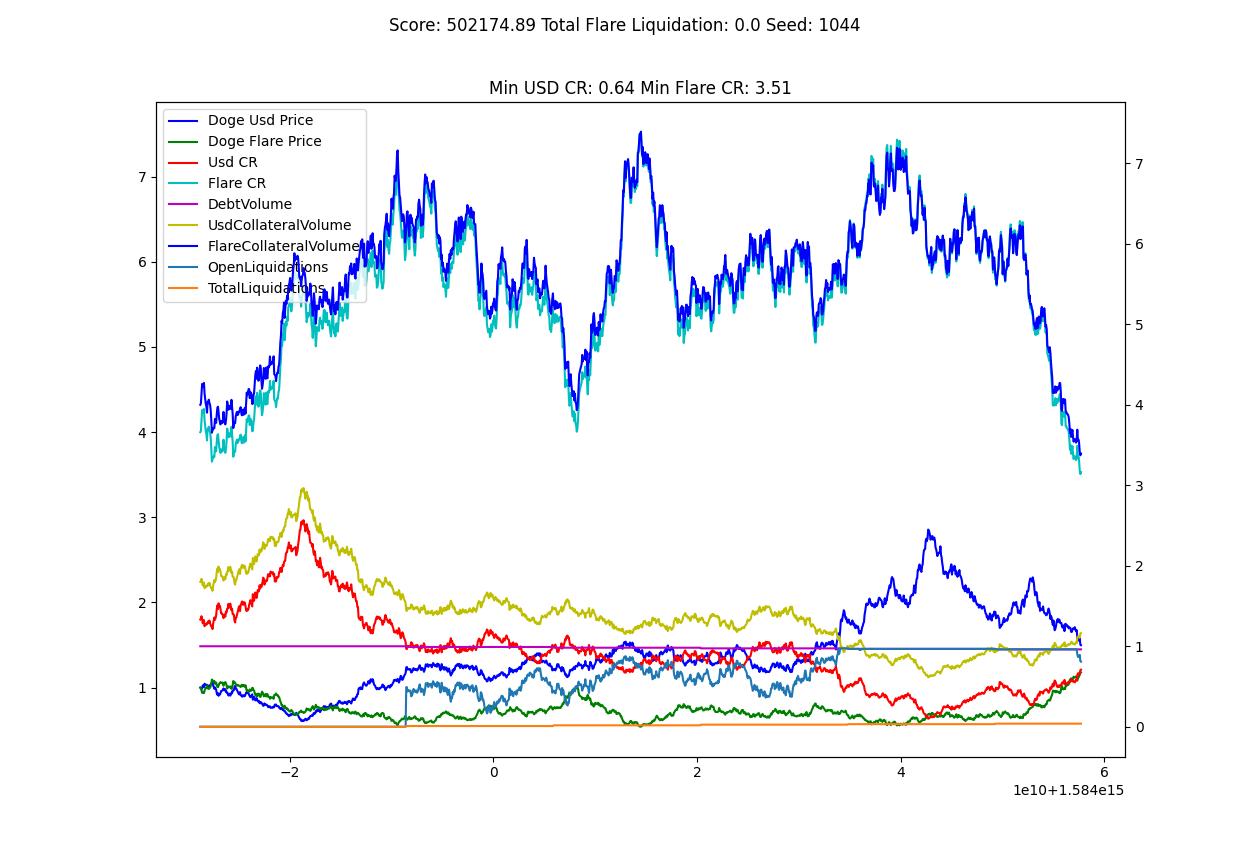 Score: 502174.89 Total Flare Liquidation: 0.0 Seed: 1044
Min USD CR: 0.64 Min Flare CR: 3.51
Doge Usd Price
Doge Flare Price
Usd CR
Flare CR
DebtVolume
UsdCollateralVolume
FlareCollateralVolume
OpenLiquidations
TotalLiquidations
7
6
5
4
3
2
1
7
6
5
4
3
2
1
0
−2
0
2
4
6
1e10+1.584e15